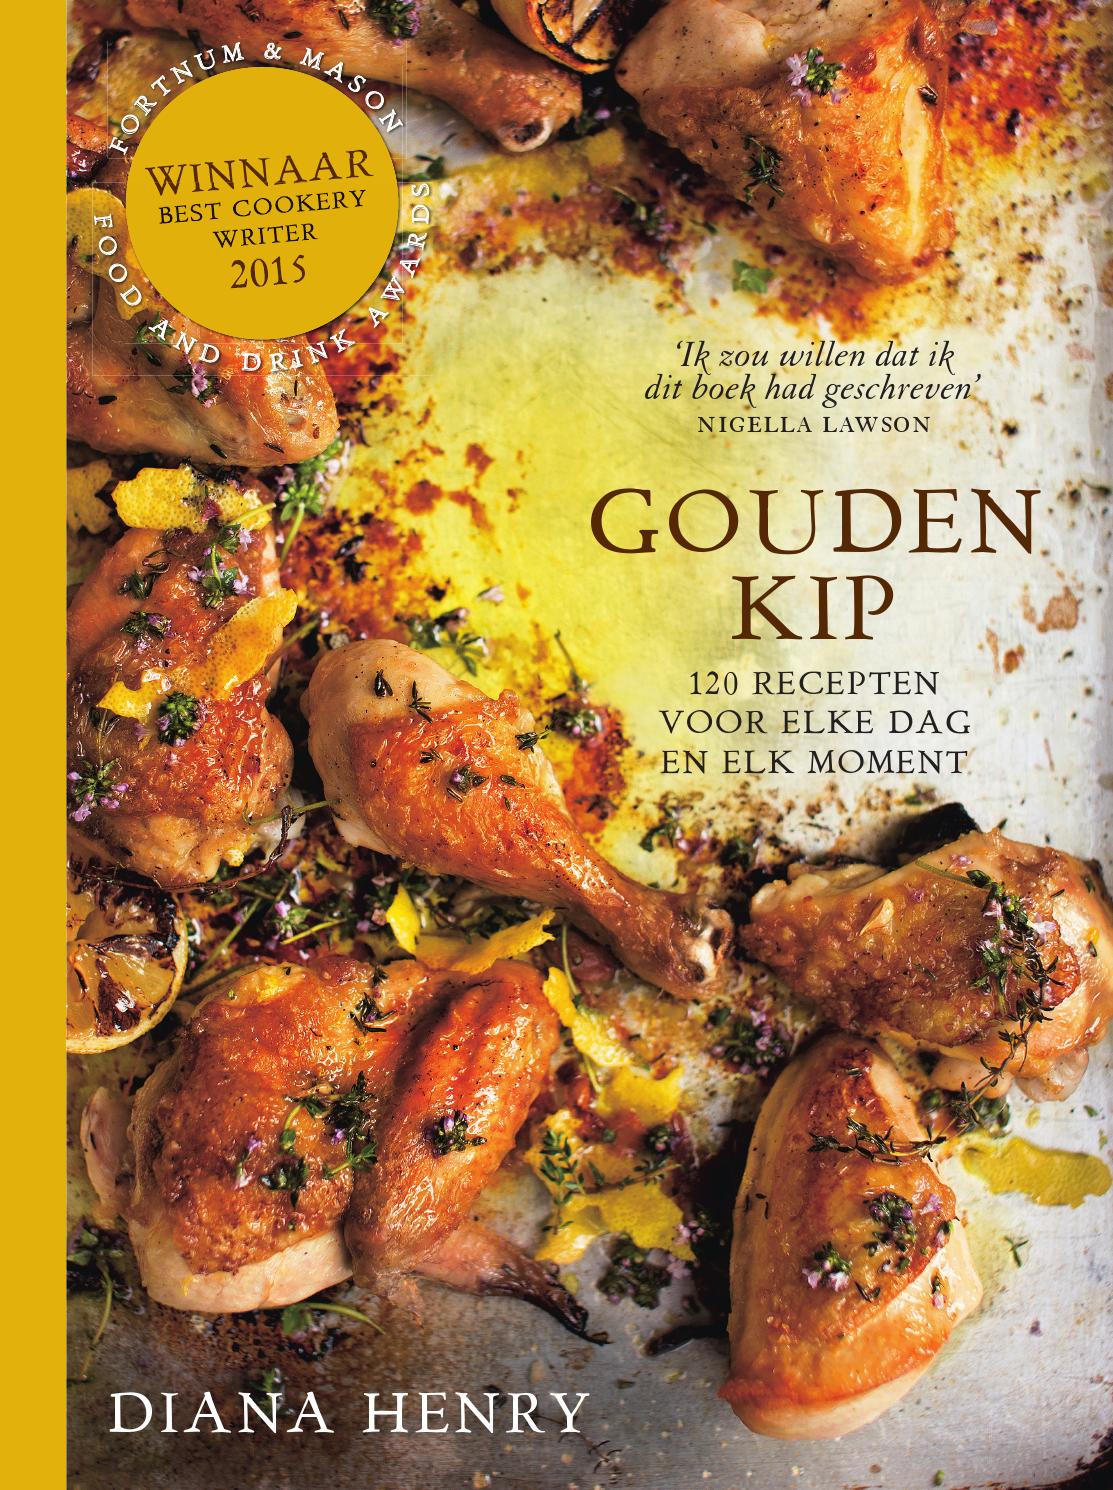 FORTNUM & MASON
WINNAAR
BEST COOKERY
WRITER
2015
FOOD AND DRINK AWARDS
‘Ik zou willen dat ik
dit boek had geschreven’
NIGELLA LAWSON
GOUDEN
KIP
120 RECEPTEN
VOOR ELKE DAG
EN ELK MOMENT
DIANA HENRY